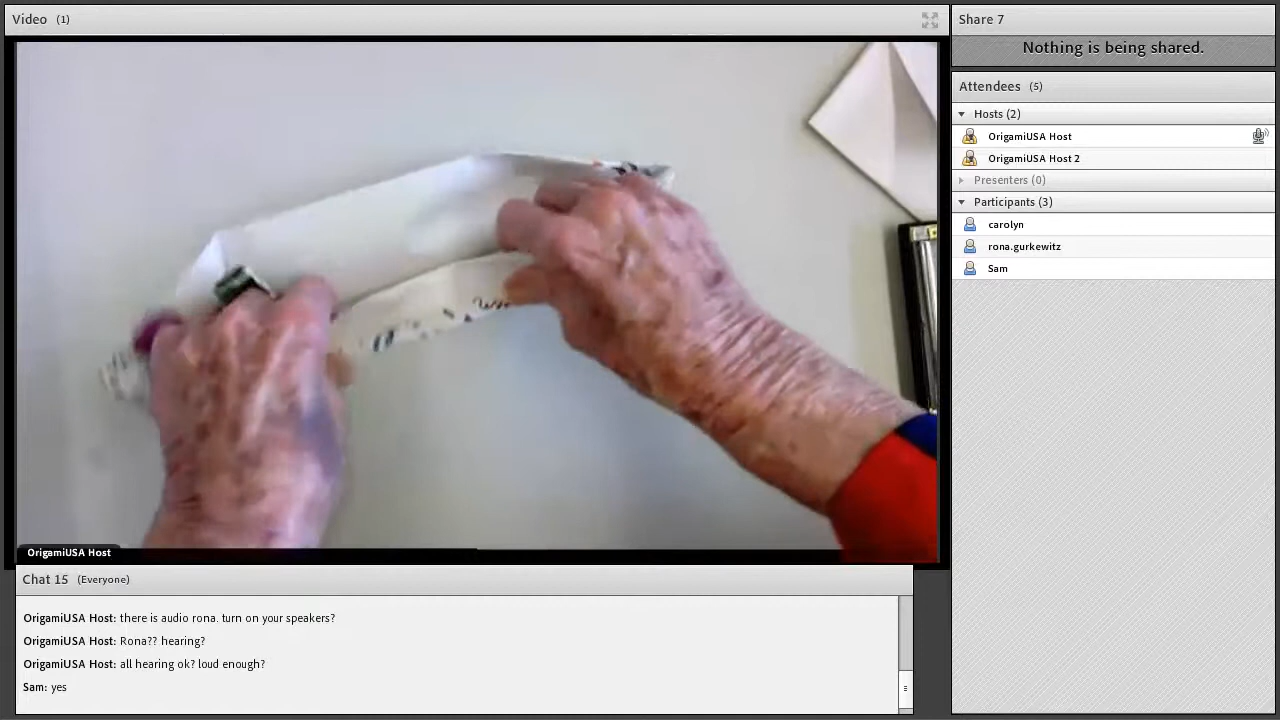 Video (1)
OrigamiUSA Host
Chat 15 (Everyone)
OrigamiUSA Host: there is audio rona. turn on your speakers?
OrigamiUSA Host: Rona?? hearing?
OrigamiUSA Host: all hearing ok? loud enough?
Sam: yes
Share 7
Nothing is being shared.
Attendees (5)
Hosts (2)
OrigamiUSA Host
OrigamiUSA Host 2
Presenters (0)
Participants (3)
carolyn
rona.gurkewitz
Sam